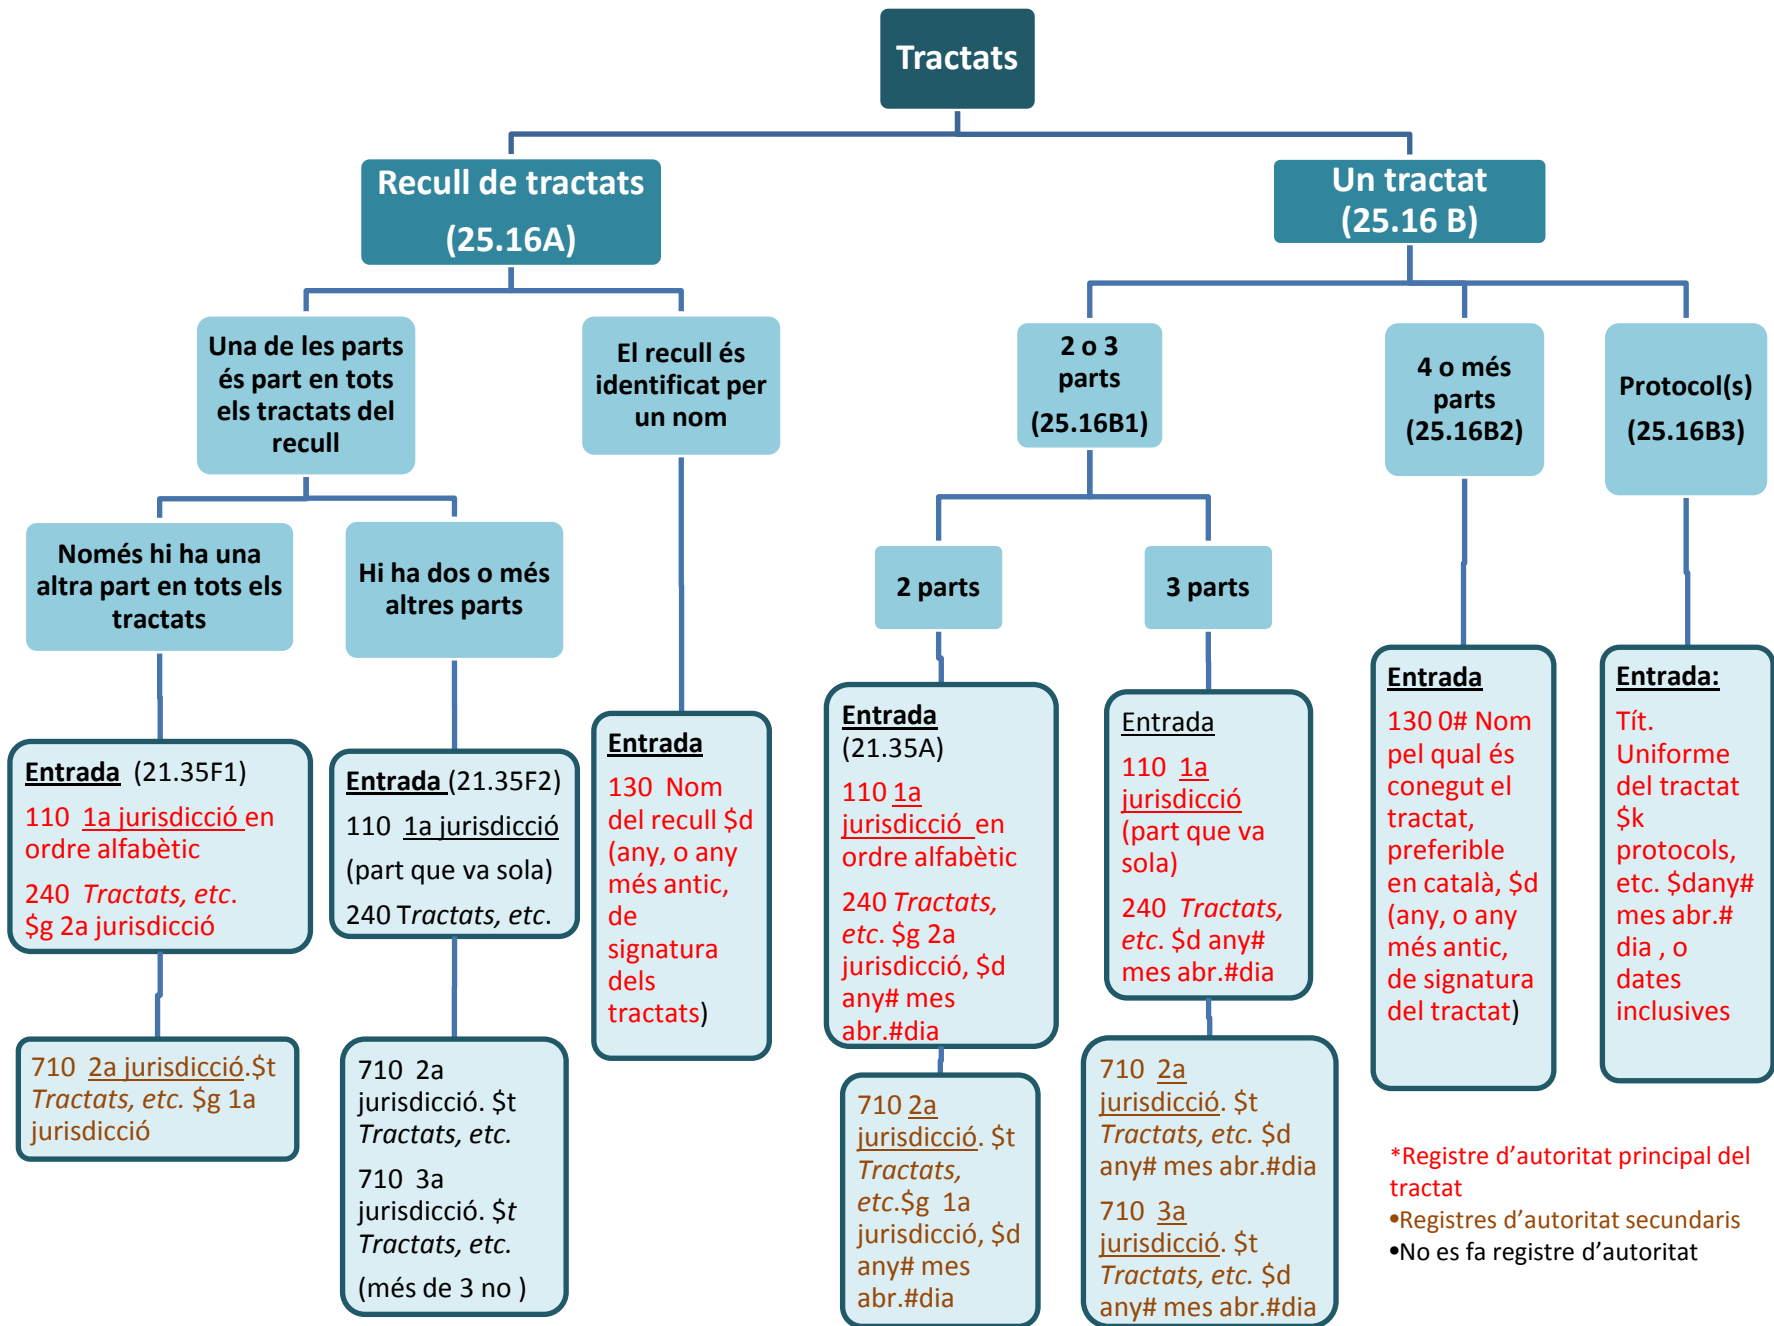 Tractats
Recull de tractats
(25.16A)
Un tractat
(25.16 B)
Una de les parts
és part en tots
els tractats del
recull
El recull és
identificat per
un nom
2 o 3
parts
(25.16B1)
4 o més
parts
(25.16B2)
Protocol(s)
(25.16B3)
Només hi ha una
altra part en tots els
tractats
Hi ha dos o més
altres parts
2 parts
3 parts
Entrada (21.35F1)
110 1a jurisdicció en
ordre alfabètic
240 Tractats, etc.
$g 2a jurisdicció
Entrada (21.35F2)
110 1a jurisdicció
(part que va sola)
240 Tractats, etc.
Entrada
130 Nom
del recull $d
(any, o any
més antic,
de
signatura
dels
tractats)
Entrada
(21.35A)
110 1a
jurisdicció en
ordre alfabètic
240 Tractats,
etc. $g 2a
jurisdicció, $d
any# mes
abr.#dia
Entrada
110 1a
jurisdicció
(part que va
sola)
240 Tractats,
etc. $d any#
mes abr.#dia
Entrada
130 0# Nom
pel qual és
conegut el
tractat,
preferible
en català, $d
(any, o any
més antic,
de signatura
del tractat)
Entrada:
Tít.
Uniforme
del tractat
$k
protocols,
etc. $dany#
mes abr.#
dia , o
dates
inclusives
710 2a jurisdicció.$t
Tractats, etc. $g 1a
jurisdicció
710 2a
jurisdicció. $t
Tractats, etc.
710 3a
jurisdicció. $t
Tractats, etc.
(més de 3 no )
710 2a
jurisdicció. $t
Tractats,
etc.$g 1a
jurisdicció, $d
any# mes
abr.#dia
710 2a
jurisdicció. $t
Tractats, etc. $d
any# mes abr.#dia
710 3a
jurisdicció. $t
Tractats, etc. $d
any# mes abr.#dia
*Registre d’autoritat principal del
tractat
•Registres d’autoritat secundaris
•No es fa registre d’autoritat